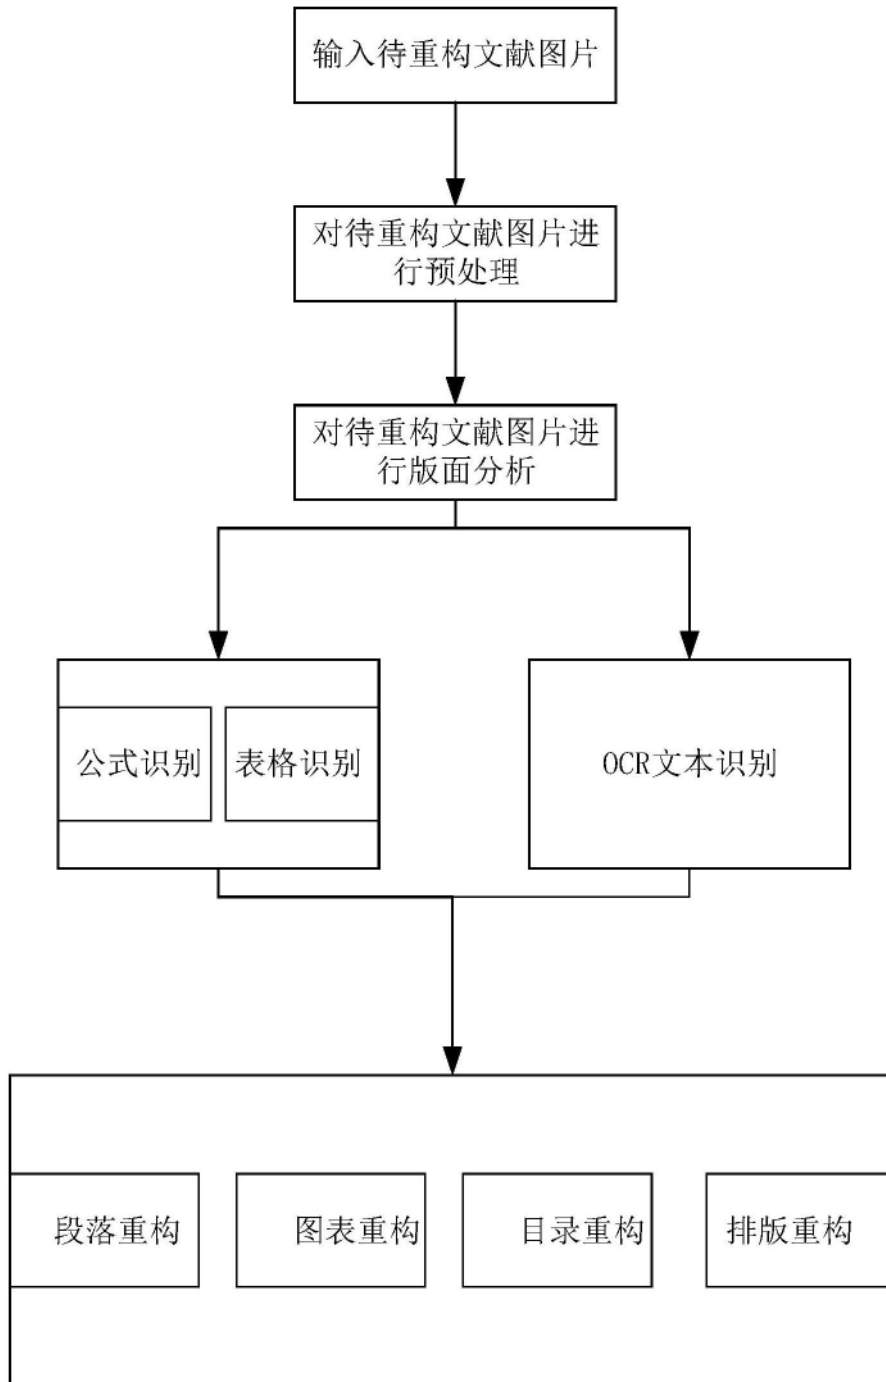 输入待重构文献图片
对待重构文献图片进
行预处理
对待重构文献图片进
行版面分析
公式识别
表格识别
OCR文本识别
段落重构
图表重构
目录重构
排版重构